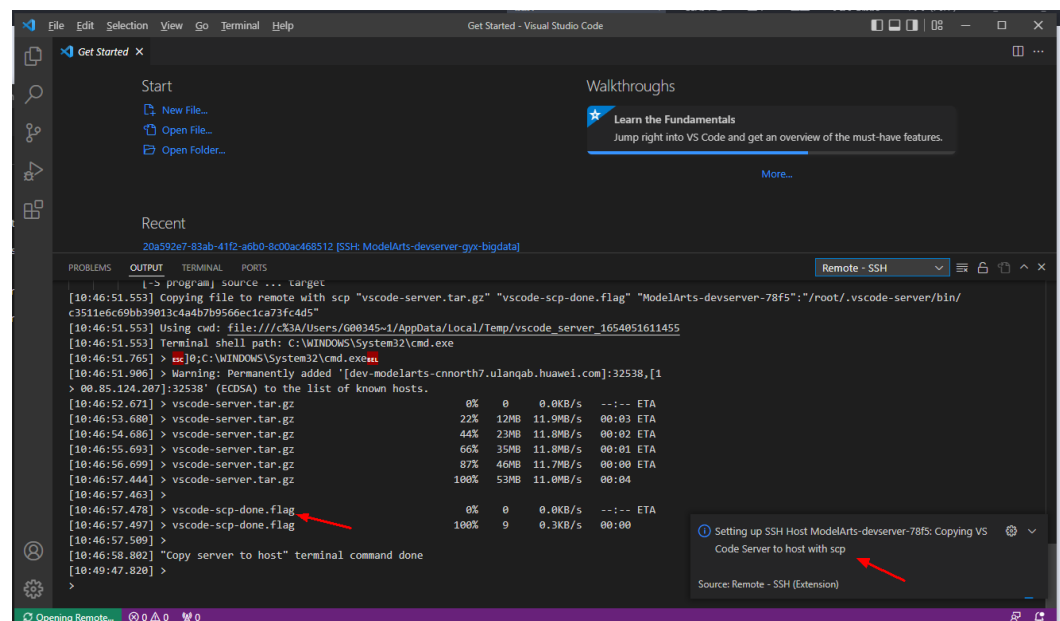 File Edit Selection View Go Terminal Help
Get Started - Visual Studio Code
Get Started
Start
New File...
Open File...
Open Folder...
Recent
20a592e7-83ab-41f2-a6b0-8c00ac468512 [SSH: ModelArts-devserver-gyx-bigdata]
Walkthroughs
Learn the Fundamentals
Jump right into VS Code and get an overview of the must-have features.
More...
PROBLEMS OUTPUT TERMINAL PORTS
Remote - SSH
[-S program] source ... target
[10:46:51.553] Copying file to remote with scp "vscode-server.tar.gz" "vscode-scp-done.flag" "ModelArts-devserver-78f5":"/root/.vscode-server/bin/
c3511e6c69bb39013c4a4b7b9566ec1ca73fc4d5"
[10:46:51.553] Using cwd: file:///c%3A/Users/G00345~1/AppData/Local/Temp/vscode_server_1654051611455
[10:46:51.553] Terminal shell path: C:\WINDOWS\System32\cmd.exe
[10:46:51.765] > ESC]0;C:\WINDOWS\System32\cmd.exeBEL
[10:46:51.906] > Warning: Permanently added '[dev-modelarts-cnnorth7.ulanqab.huawei.com]:32538,[1
> 00.85.124.207]:32538' (ECDSA) to the list of known hosts.
[10:46:52.671] > vscode-server.tar.gz 0% 0 0.0KB/s --:-- ETA
[10:46:53.680] > vscode-server.tar.gz 22% 12MB 11.9MB/s 00:03 ETA
[10:46:54.686] > vscode-server.tar.gz 44% 23MB 11.8MB/s 00:02 ETA
[10:46:55.693] > vscode-server.tar.gz 66% 35MB 11.8MB/s 00:01 ETA
[10:46:56.699] > vscode-server.tar.gz 87% 46MB 11.7MB/s 00:00 ETA
[10:46:57.444] > vscode-server.tar.gz 100% 53MB 11.0MB/s 00:04
[10:46:57.463] >
[10:46:57.478] > vscode-scp-done.flag 0% 0 0.0KB/s --:-- ETA
[10:46:57.497] > vscode-scp-done.flag 100% 9 0.3KB/s 00:00
[10:46:57.509] >
[10:46:58.802] "Copy server to host" terminal command done
[10:49:47.820] >
>
Setting up SSH Host ModelArts-devserver-78f5: Copying VS
Code Server to host with scp
Source: Remote - SSH (Extension)
Opening Remote... 0 0 0